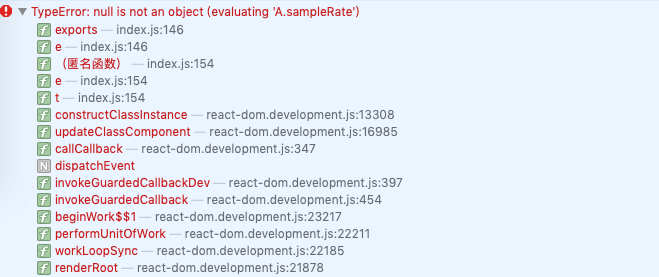 TypeError: null is not an object (evaluating 'A.sampleRate')
f exports — index.js:146
f e — index.js:146
f （匿名函数） — index.js:154
f e — index.js:154
f t — index.js:154
f constructClassInstance — react-dom.development.js:13308
f updateClassComponent — react-dom.development.js:16985
f callCallback — react-dom.development.js:347
N dispatchEvent
f invokeGuardedCallbackDev — react-dom.development.js:397
f invokeGuardedCallback — react-dom.development.js:454
f beginWork$$1 — react-dom.development.js:23217
f performUnitOfWork — react-dom.development.js:22211
f workLoopSync — react-dom.development.js:22185
f renderRoot — react-dom.development.js:21878